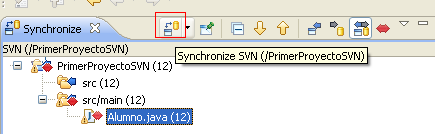 Synchronize
SVN (/PrimerProyectoSVN)
Synchronize SVN (/PrimerProyectoSVN)
PrimerProyectoSVN (12)
src (12)
src/main (12)
Alumno.java (12)